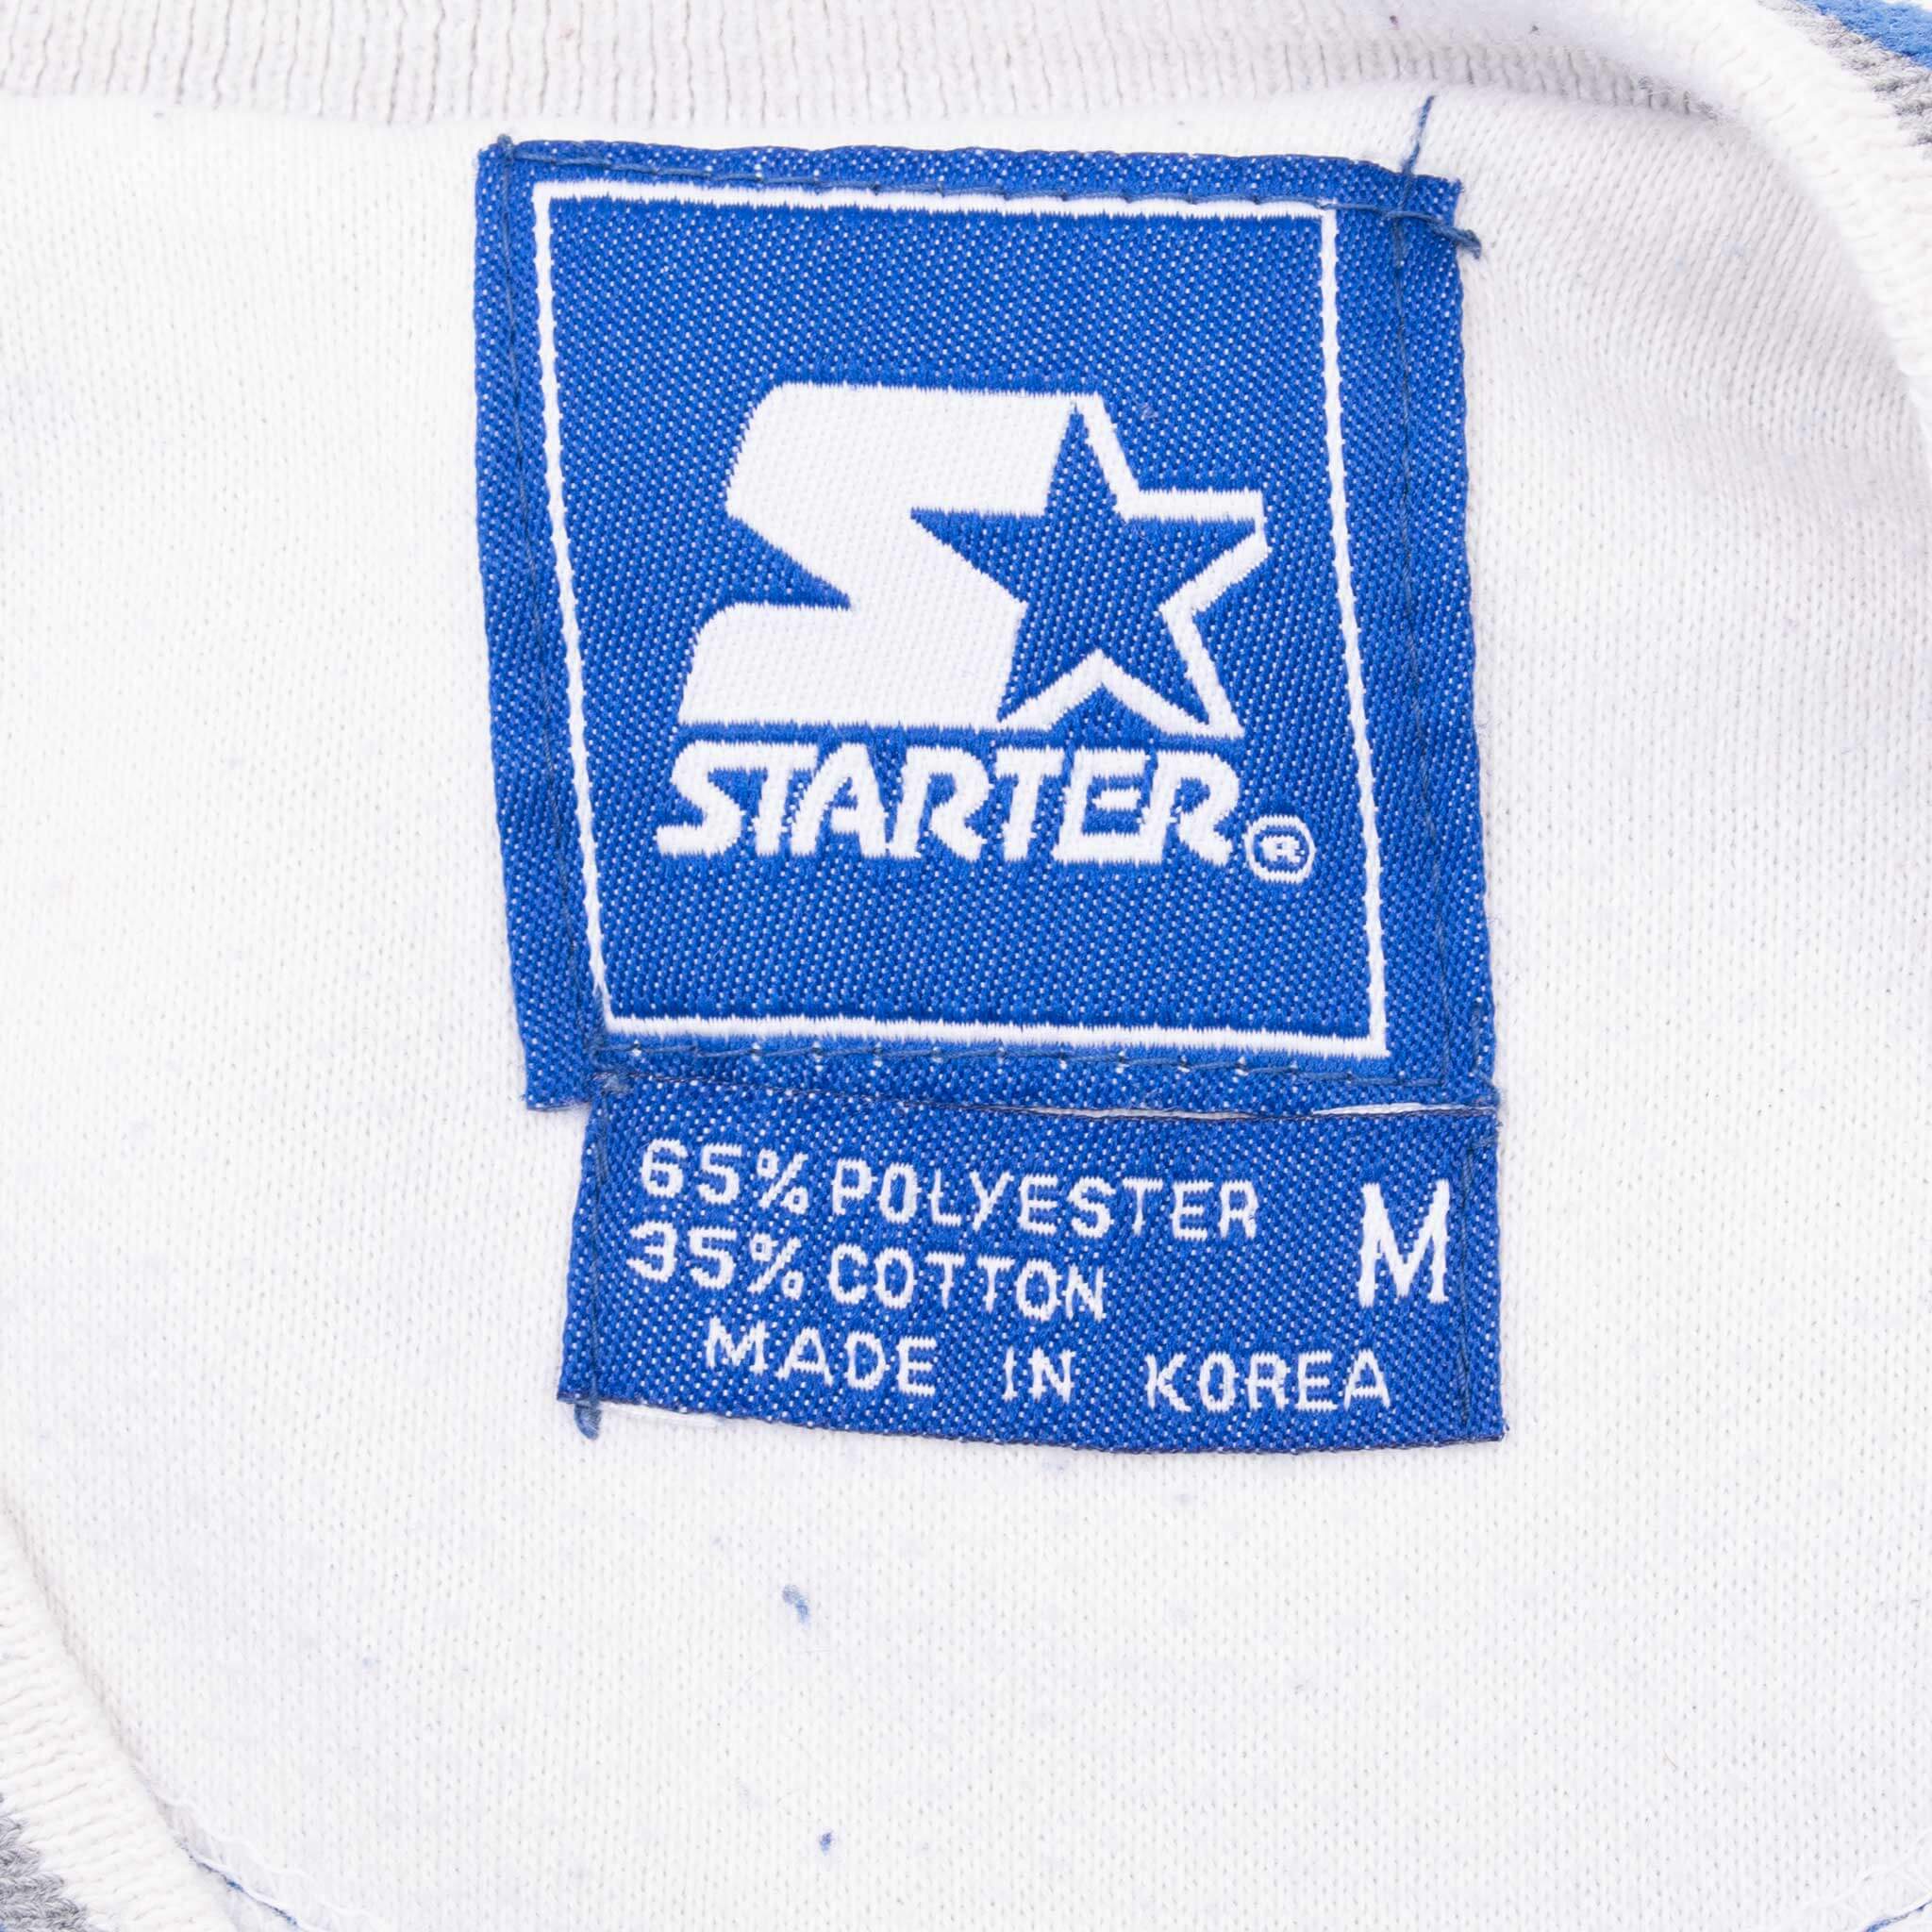 STARTER®
65% POLYESTER M
35% COTTON
MADE IN KOREA